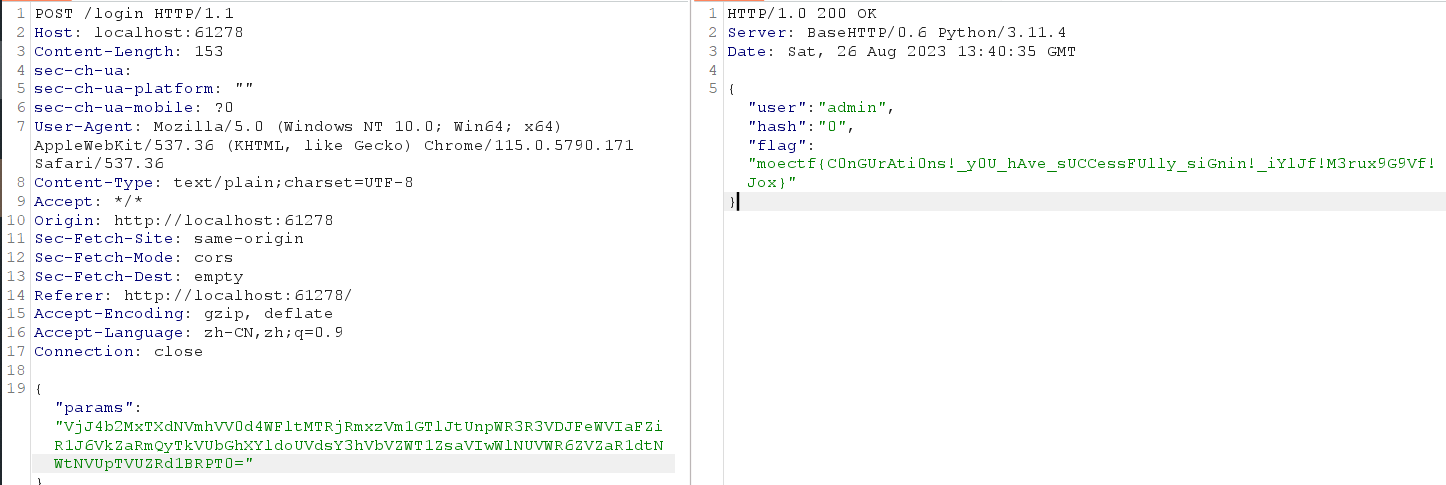 1 POST /login HTTP/1.1
2 Host: localhost:61278
3 Content-Length: 153
4 sec-ch-ua:
5 sec-ch-ua-platform: ""
6 sec-ch-ua-mobile: ?0
7 User-Agent: Mozilla/5.0 (Windows NT 10.0; Win64; x64)
AppleWebKit/537.36 (KHTML, like Gecko) Chrome/115.0.5790.171
Safari/537.36
8 Content-Type: text/plain;charset=UTF-8
9 Accept: */*
10 Origin: http://localhost:61278
11 Sec-Fetch-Site: same-origin
12 Sec-Fetch-Mode: cors
13 Sec-Fetch-Dest: empty
14 Referer: http://localhost:61278/
15 Accept-Encoding: gzip, deflate
16 Accept-Language: zh-CN,zh;q=0.9
17 Connection: close
18
19 {
"params":
"VjJ4b2MxTXdNVmhVV0d4WFltMTRjRmxzVm1GTlJtUnpWR3R3VDJFeWVIaFZi
R1J6VkZaRmQyTkVUbGhXYldoUVdsY3hVbVZWT1ZsaVIwWlNUVWR6ZVZaR1dtN
WtNVUpTVUZRd1BRPT0="
}
1 HTTP/1.0 200 OK
2 Server: BaseHTTP/0.6 Python/3.11.4
3 Date: Sat, 26 Aug 2023 13:40:35 GMT
4
5 {
"user":"admin",
"hash":"0",
"flag":
"moectf{C0nGUrAti0ns!_y0U_hAve_sUCCessFUlly_siGnin!_iYlJf!M3rux9G9Vf!
Jox}"
}